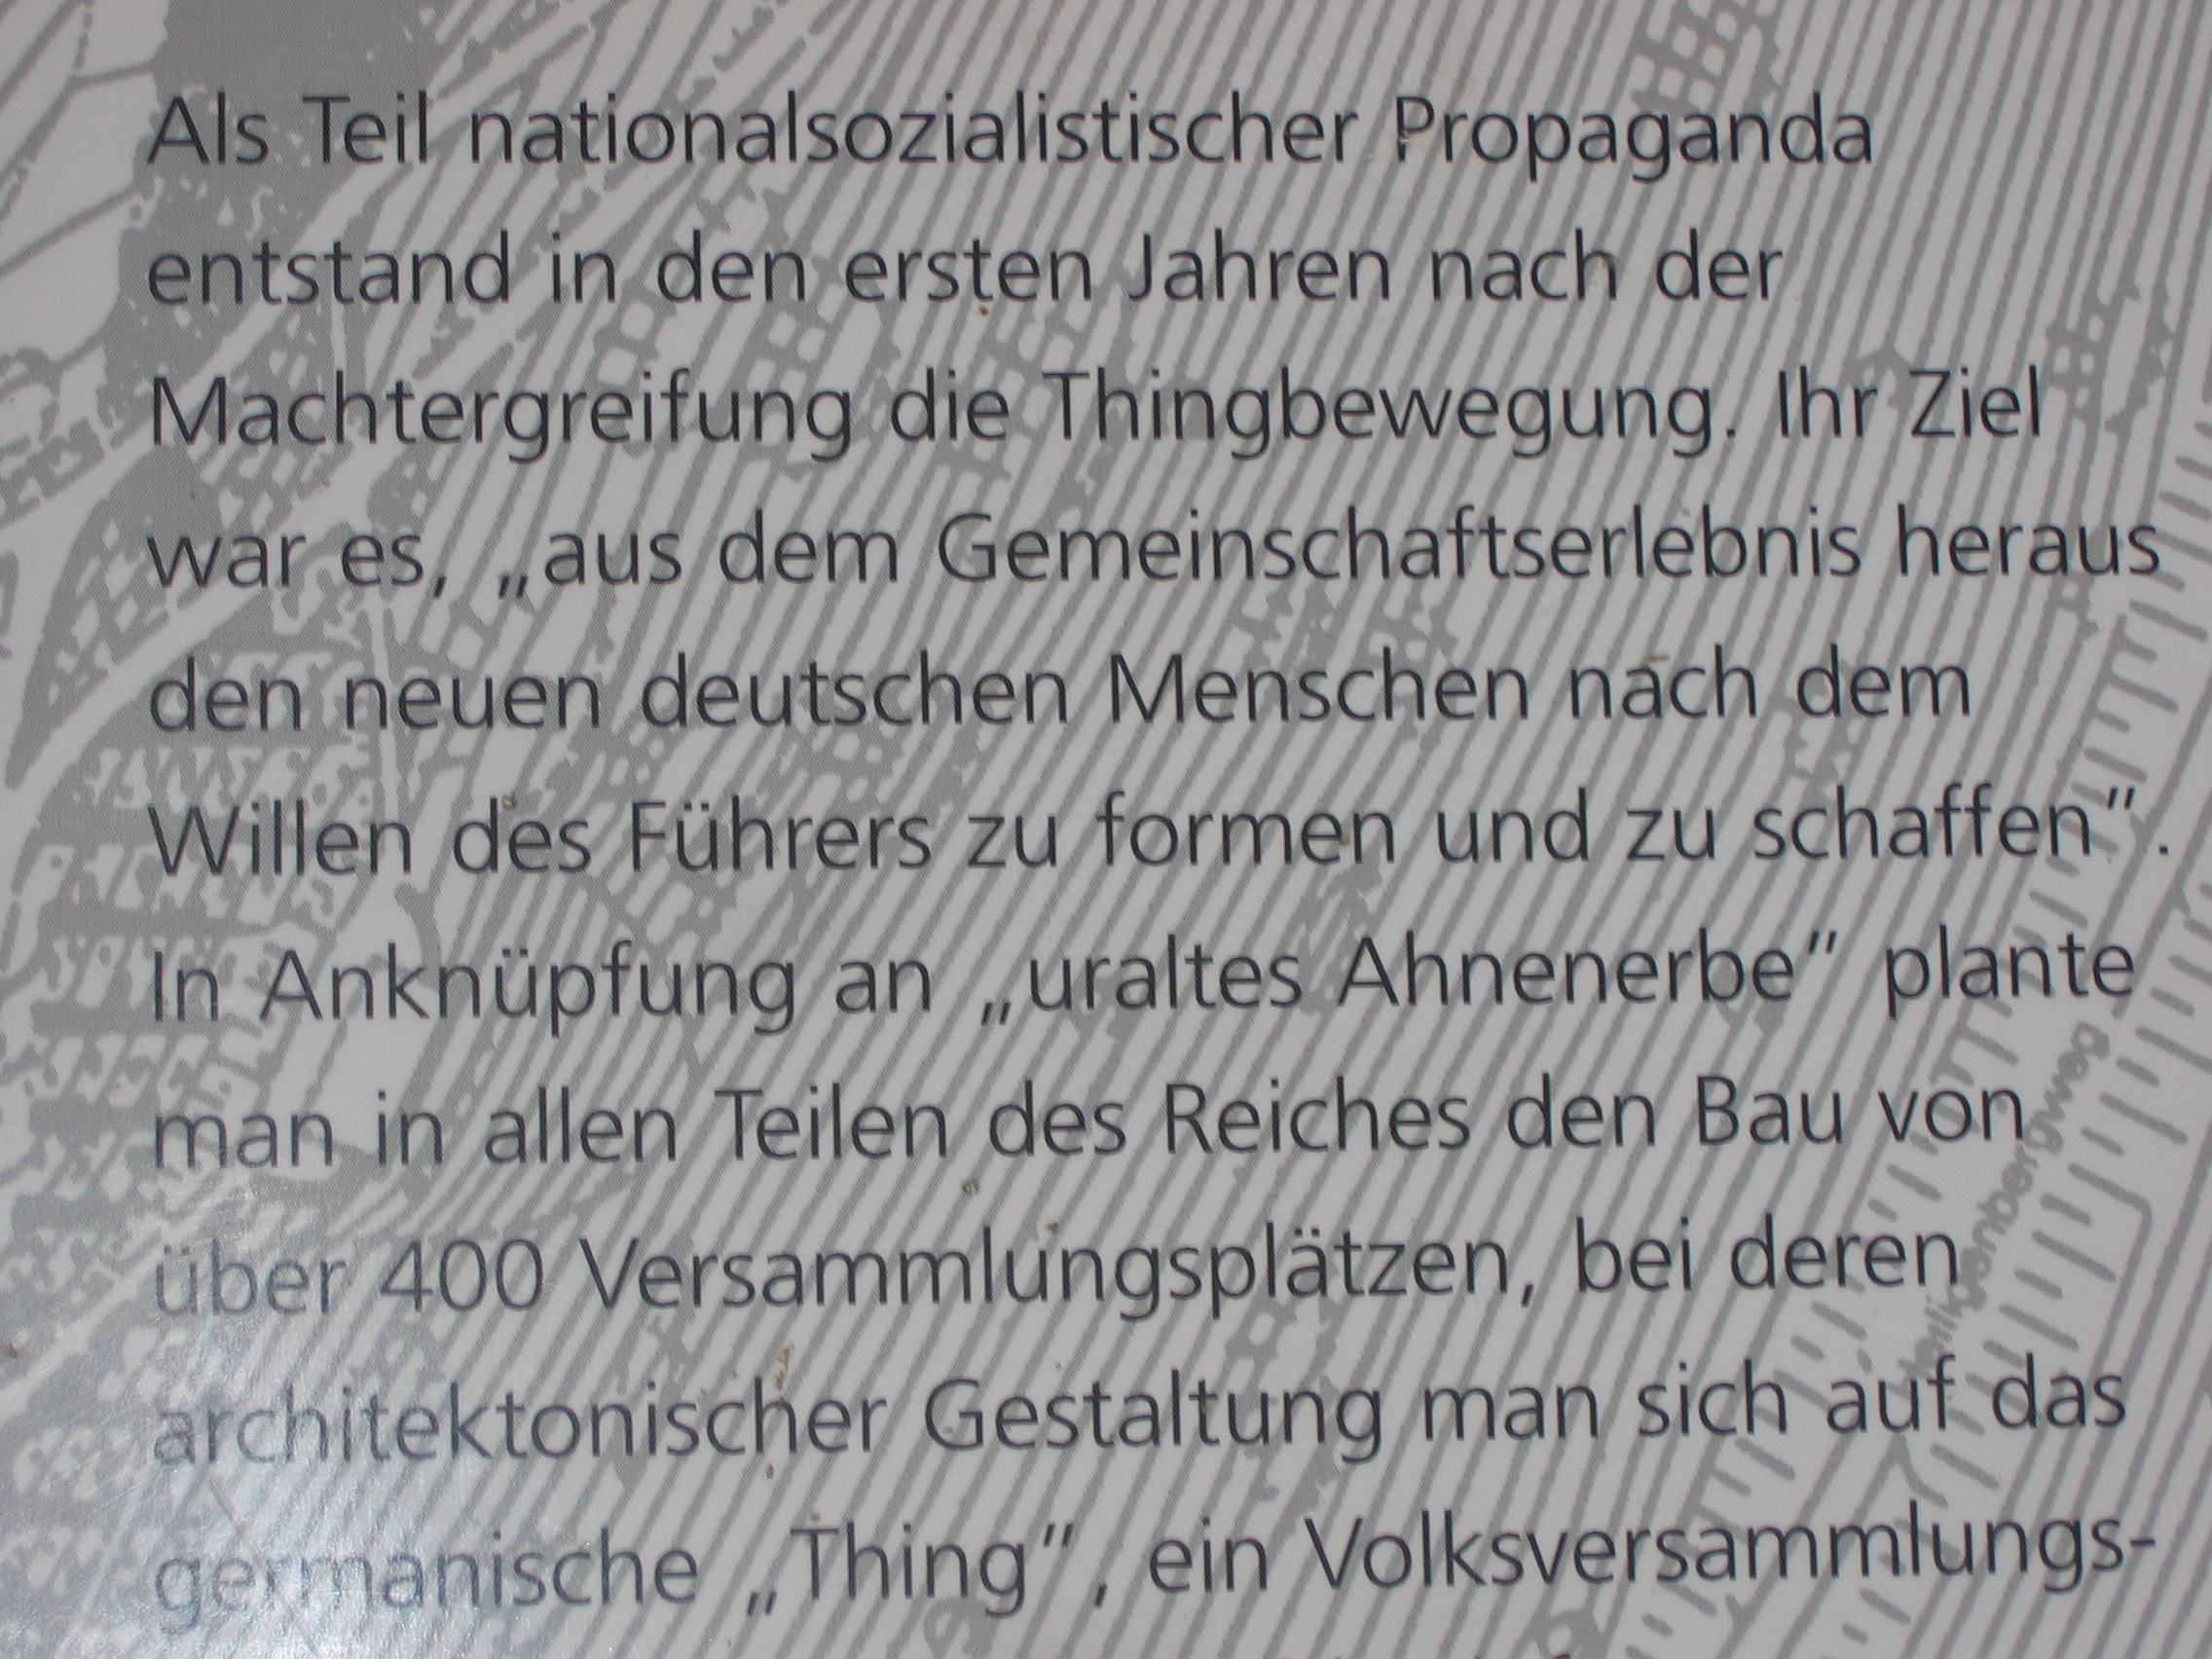 Als Teil nationalsozialistischer Propaganda
entstand in den ersten Jahren nach der
Machtergreifung die Thingbewegung. Ihr Ziel
war es, „aus dem Gemeinschaftserlebnis heraus
den neuen deutschen Menschen nach dem
Willen des Führers zu formen und zu schaffen”.
In Anknüpfung an „uraltes Ahnenerbe” plante
man in allen Teilen des Reiches den Bau von
über 400 Versammlungsplätzen, bei deren
architektonischer Gestaltung man sich auf das
germanische „Thing”, ein Volksversammlungs-